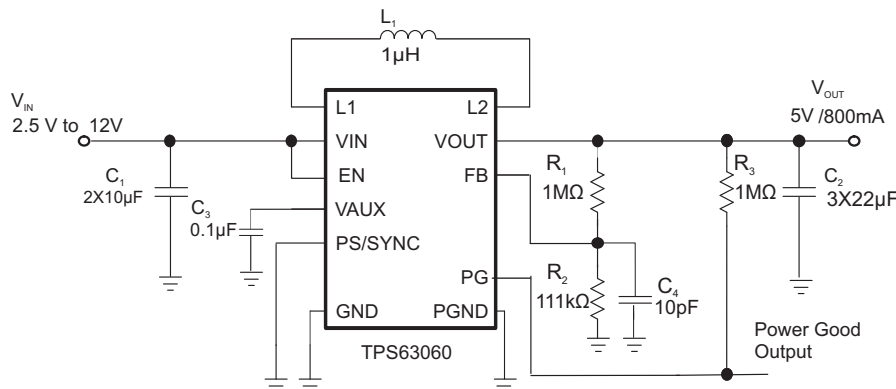 L₁
1µH
V_IN
2.5 V to 12V
L1
L2
V_OUT
5V /800mA
VIN
VOUT
C₁
2X10µF
EN
FB
R₁
1MΩ
R₃
1MΩ
C₂
3X22µF
C₃
0.1µF
VAUX
PS/SYNC
PG
R₂
111kΩ
C₄
10pF
GND
PGND
Power Good
Output
TPS63060